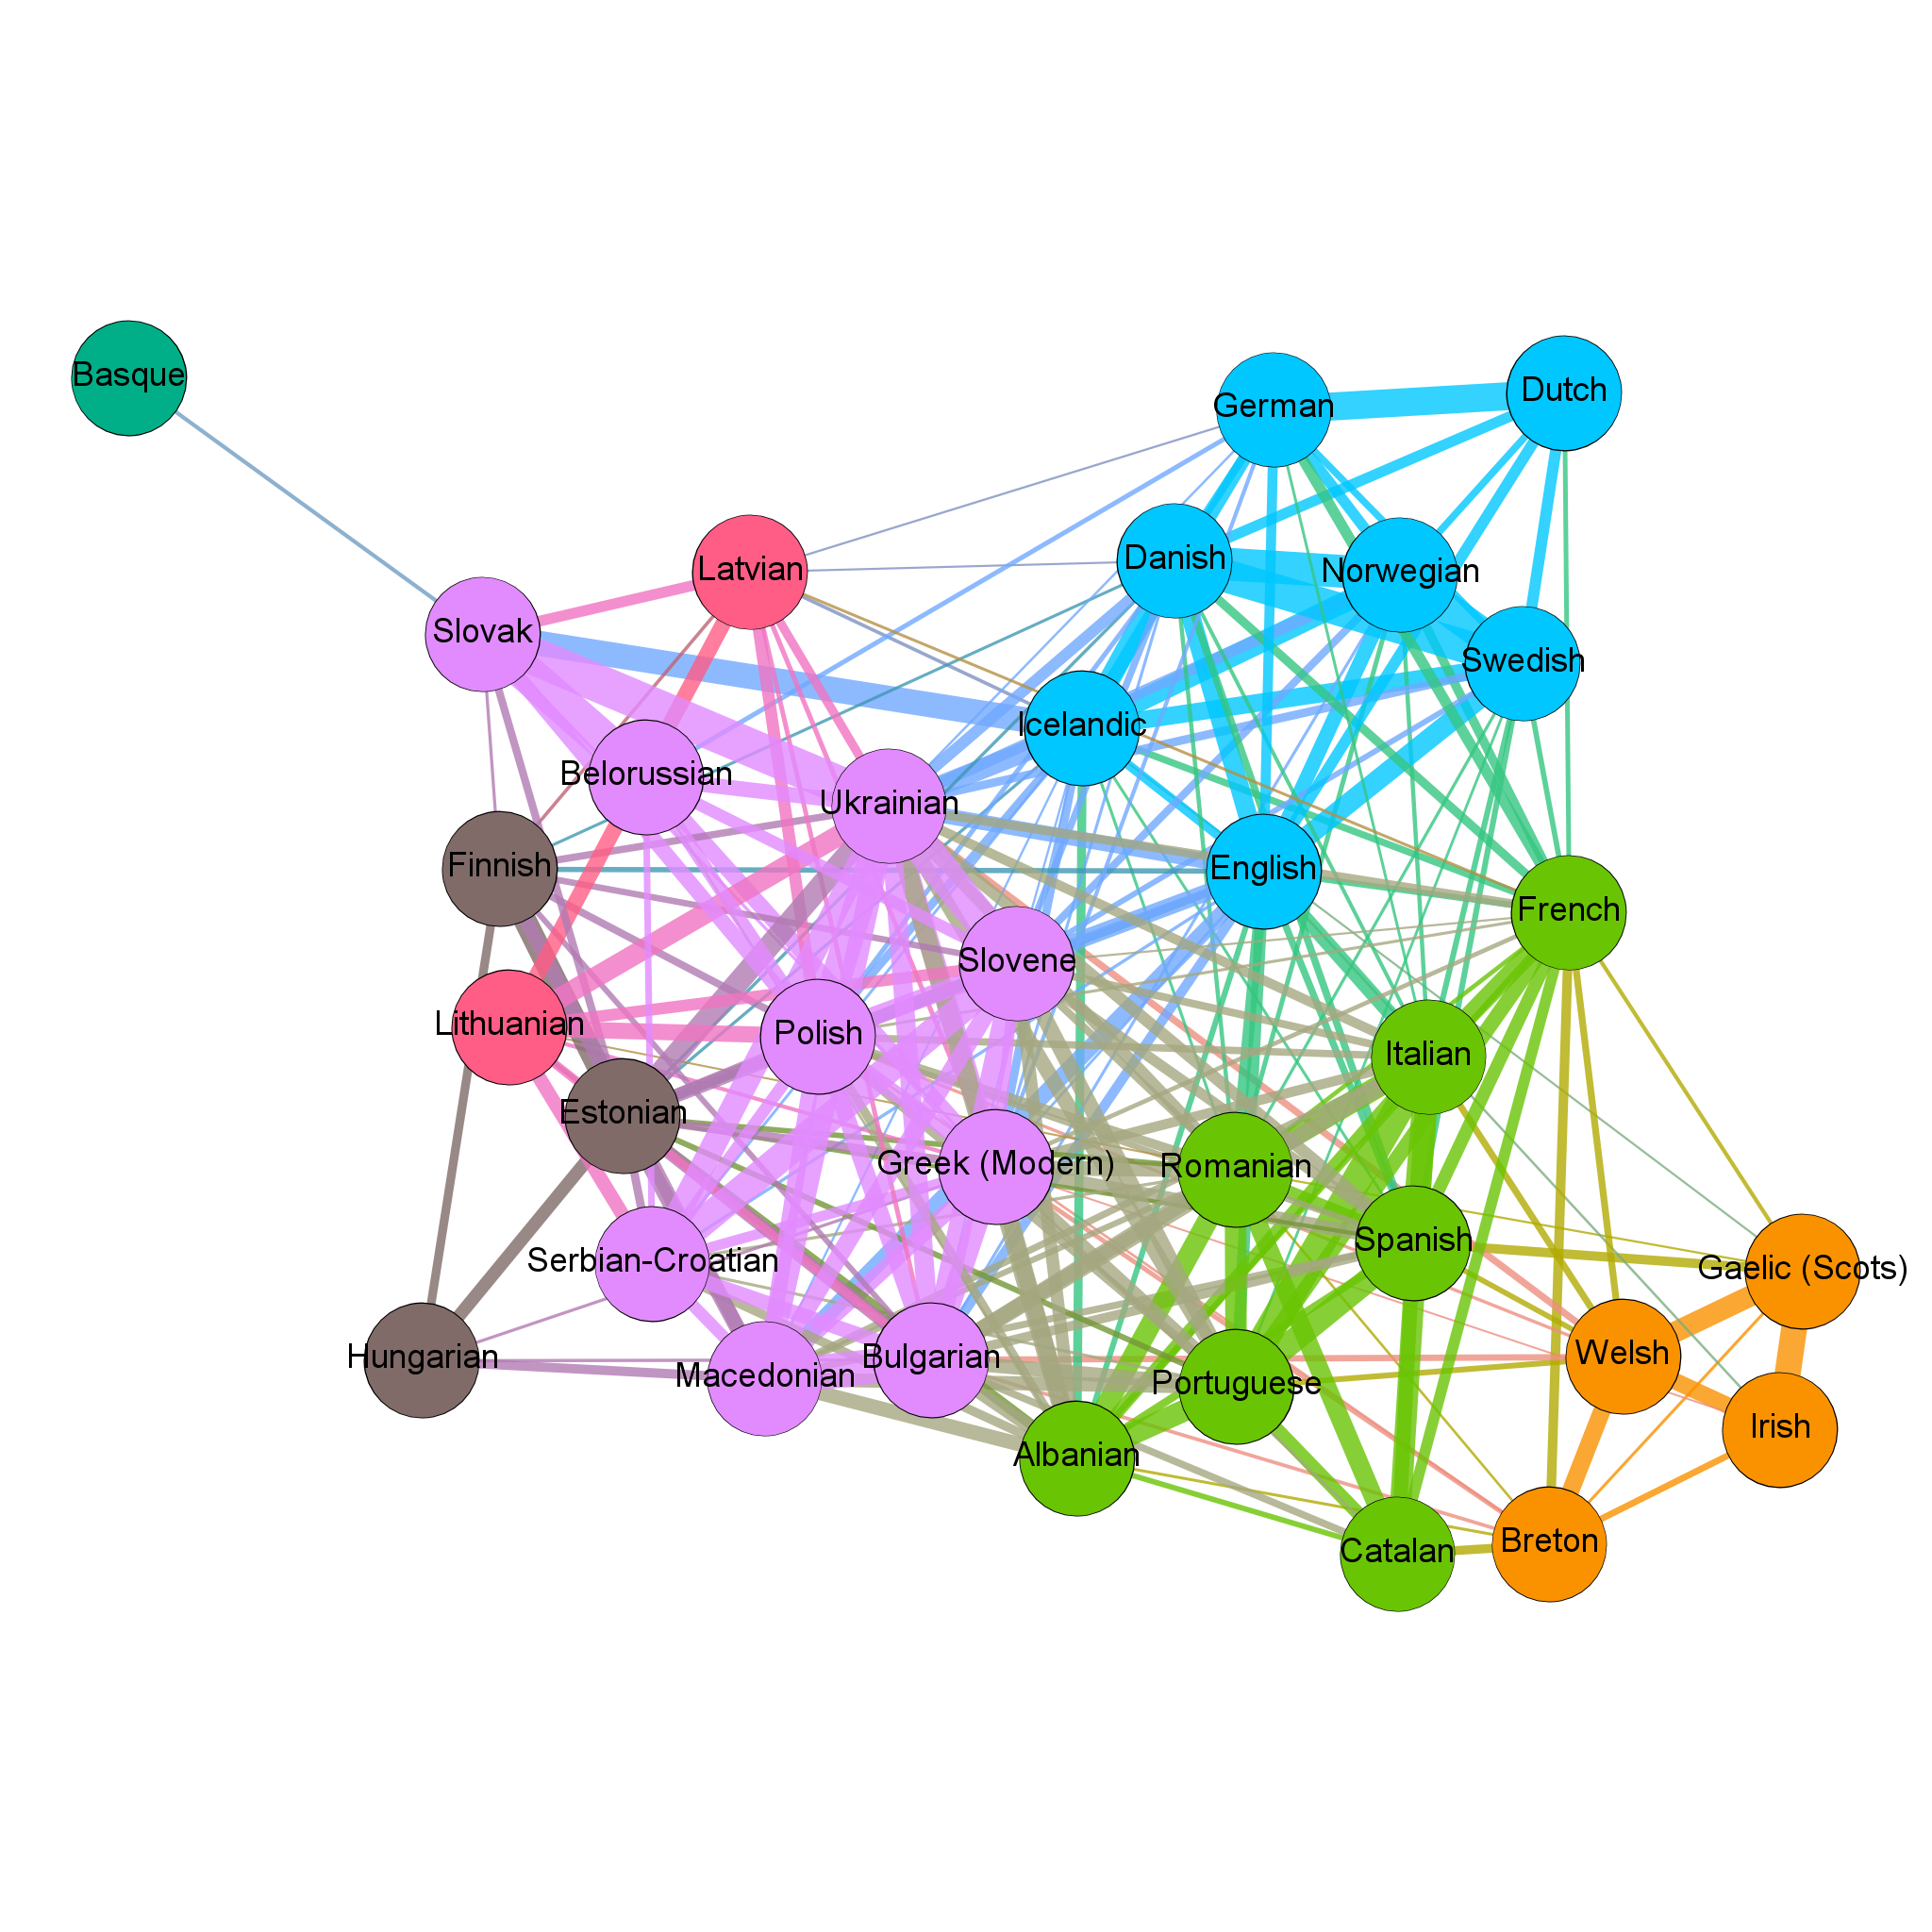 Basque
German
Dutch
Latvian
Danish
Norwegian
Slovak
Swedish
Icelandic
Belorussian
Ukrainian
Finnish
English
French
Slovene
Lithuanian
Polish
Italian
Estonian
Greek (Modern)
Romanian
Serbian-Croatian
Spanish
Gaelic (Scots)
Hungarian
Macedonian
Bulgarian
Portuguese
Welsh
Albanian
Irish
Catalan
Breton